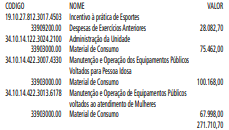 CODIGO NOME VALOR
19.10.27.812.3017.4503 Incentivo à prática de Esportes
33909200.00 Despesas de Exercícios Anteriores 28.082,70
34.10.14.122.3024.2100 Administração da Unidade
33903000.00 Material de Consumo 75.462,00
34.10.14.422.3007.4330 Manutenção e Operação dos Equipamentos Públicos
Voltados para Pessoa Idosa
33903000.00 Material de Consumo 100.168,00
34.10.14.422.3013.6178 Manutenção e Operação de Equipamentos Públicos
voltados ao atendimento de Mulheres
33903000.00 Material de Consumo 67.998,00
271.710,70